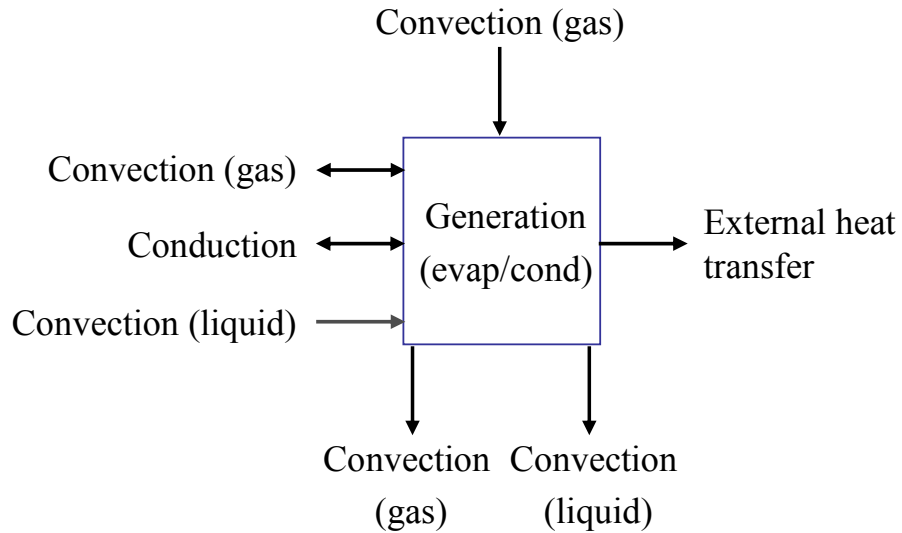 Convection (gas)
Convection (gas)
Generation
(evap/cond)
External heat
transfer
Conduction
Convection (liquid)
Convection
(gas)
Convection
(liquid)